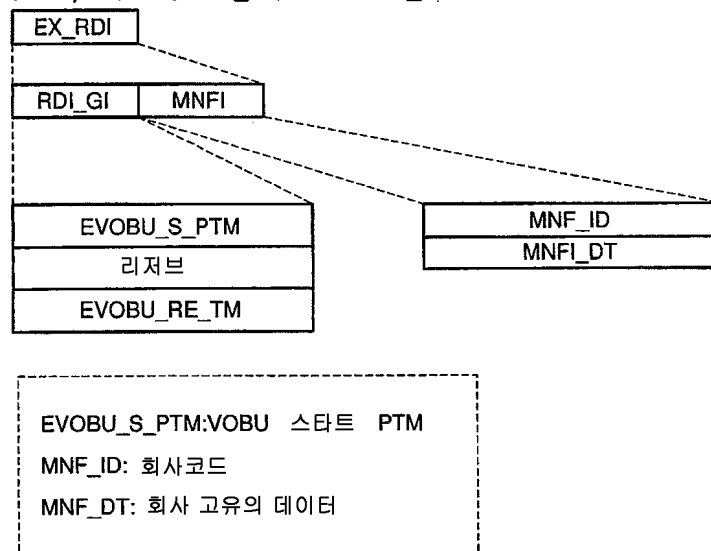 EX_RDI
RDI_GI MNFI
EVOBU_S_PTM
리저브
EVOBU_RE_TM
MNF_ID
MNFI_DT
EVOBU_S_PTM:VOBU 스타트 PTM
MNF_ID: 회사코드
MNF_DT: 회사 고유의 데이터